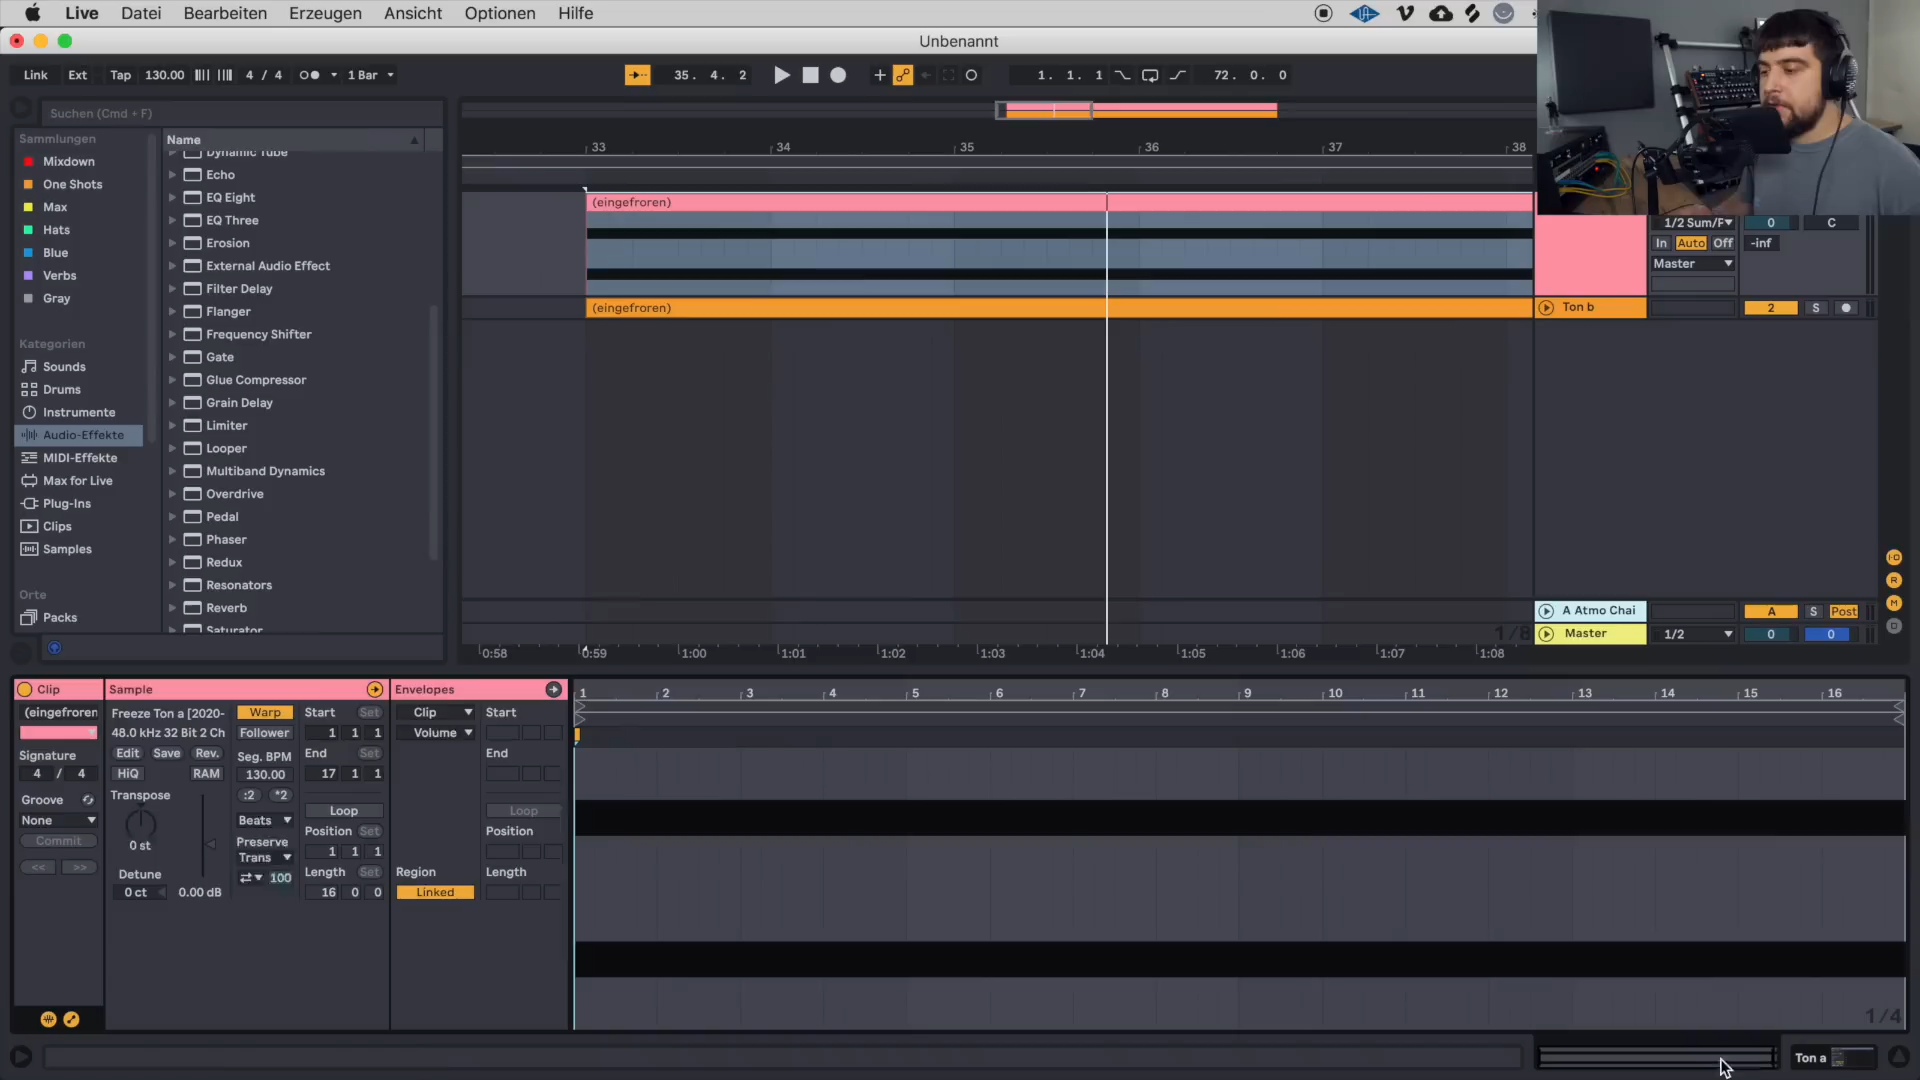 Live Datei Bearbeiten Erzeugen Ansicht Optionen Hilfe
Unbenannt
Link Ext Tap 130.00 4 / 4 1 Bar 35. 4. 2 1. 1. 1 72. 0. 0
Suchen (Cmd + F)
Sammlungen
Mixdown
One Shots
Max
Hats
Blue
Verbs
Gray
Kategorien
Sounds
Drums
Instrumente
Audio-Effekte
MIDI-Effekte
Max for Live
Plug-Ins
Clips
Samples
Orte
Packs
Name
Dynamic Tube
Echo
EQ Eight
EQ Three
Erosion
External Audio Effect
Filter Delay
Flanger
Frequency Shifter
Gate
Glue Compressor
Grain Delay
Limiter
Looper
Multiband Dynamics
Overdrive
Pedal
Phaser
Redux
Resonators
Reverb
Saturator
33 34 35 36 37 38
(eingefroren)
(eingefroren)
1/2 Sum/F 0 C
In Auto Off -inf
Master
Ton b 2 S
A Atmo Chai A S Post
1/8
Master 1/2 0 0
0:58 0:59 1:00 1:01 1:02 1:03 1:04 1:05 1:06 1:07 1:08
I·O
R
M
D
Clip
(eingefroren
Signature
4 / 4
Groove
None
Commit
<< >>
Sample
Freeze Ton a [2020-
48.0 kHz 32 Bit 2 Ch
Edit Save Rev.
HiQ RAM
Transpose
0 st
Detune
0 ct 0.00 dB
Warp
Follower
Seg. BPM
130.00
:2 *2
Beats
Preserve
Trans
100
Start Set
1 1 1
End Set
17 1 1
Loop
Position Set
1 1 1
Length Set
16 0 0
Envelopes
Clip
Volume
Region
Linked
Start
End
Loop
Position
Length
1 2 3 4 5 6 7 8 9 10 11 12 13 14 15 16
1/4
Ton a